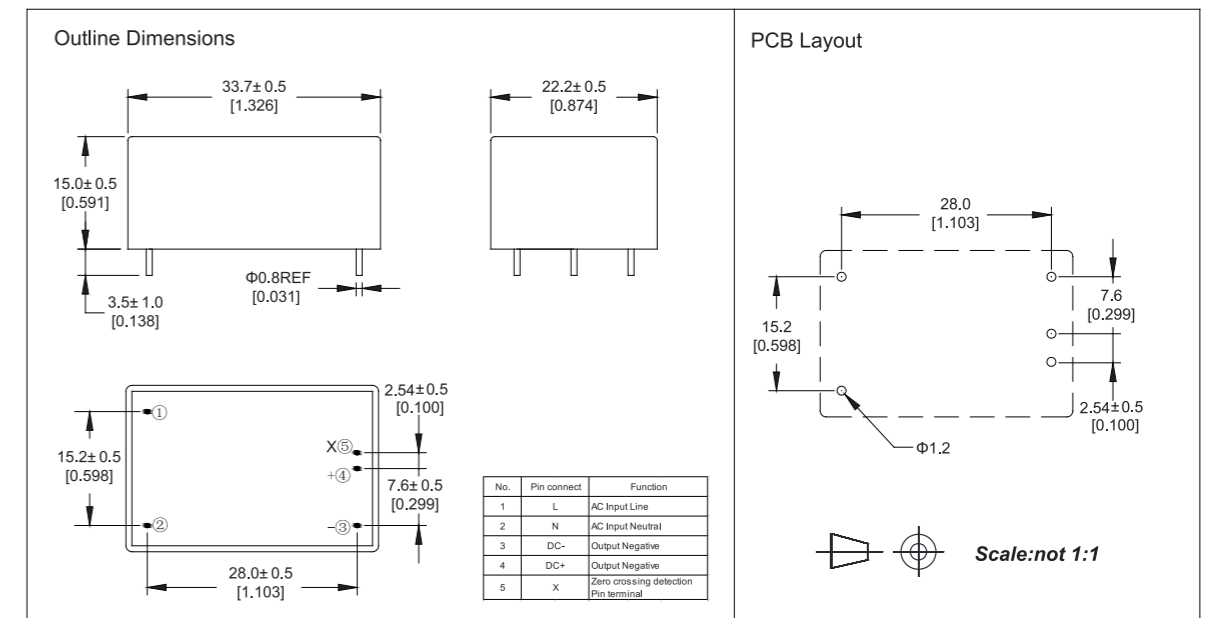 Outline Dimensions
33.7± 0.5
[1.326]
22.2± 0.5
[0.874]
15.0± 0.5
[0.591]
3.5± 1.0
[0.138]
Φ0.8REF
[0.031]
①
X⑤
+④
-③
②
2.54±0.5
[0.100]
15.2± 0.5
[0.598]
7.6± 0.5
[0.299]
28.0± 0.5
[1.103]
No. Pin connect Function
1 L AC Input Line
2 N AC Input Neutral
3 DC- Output Negative
4 DC+ Output Negative
5 X Zero crossing detection
Pin terminal
PCB Layout
28.0
[1.103]
7.6
[0.299]
15.2
[0.598]
2.54±0.5
[0.100]
Φ1.2
Scale:not 1:1